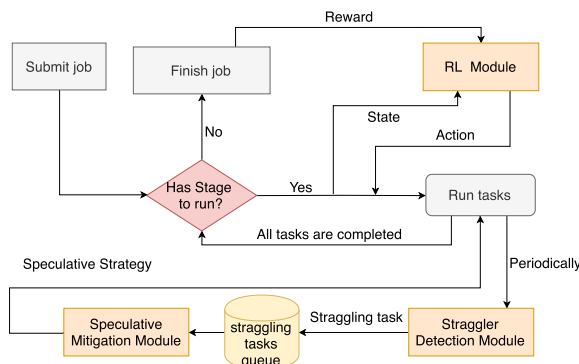 Reward
Submit job
Finish job
RL Module
State
No
Action
Has Stage
to run?
Yes
Run tasks
All tasks are completed
Speculative Strategy
Periodically
Speculative
Mitigation Module
straggling
tasks
queue
Straggling task
Straggler
Detection Module